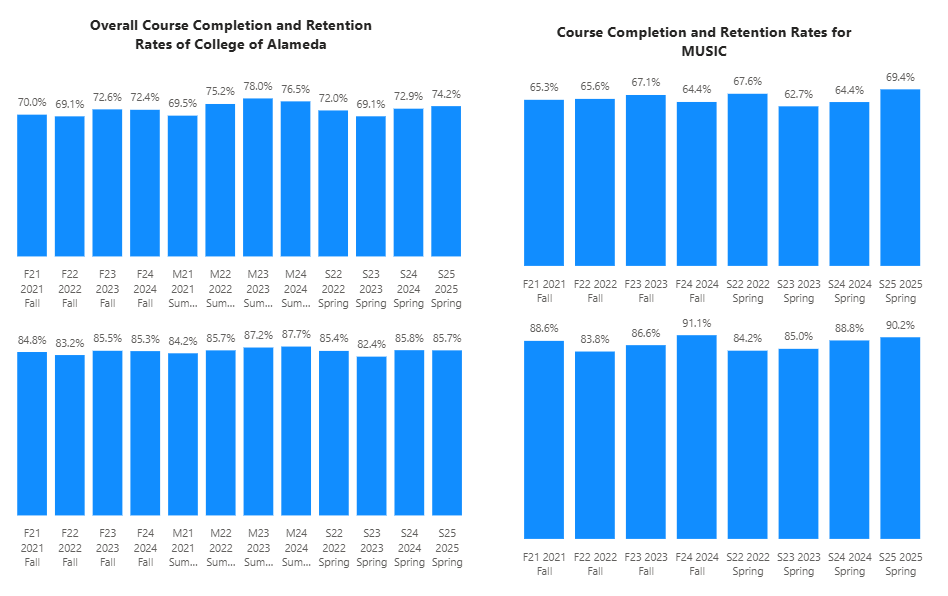 Overall Course Completion and Retention
Rates of College of Alameda
70.0% 69.1% 72.6% 72.4% 69.5% 75.2% 78.0% 76.5% 72.0% 69.1% 72.9% 74.2%
F21 F22 F23 F24 M21 M22 M23 M24 S22 S23 S24 S25
2021 2022 2023 2024 2021 2022 2023 2024 2022 2023 2024 2025
Fall Fall Fall Fall Sum... Sum... Sum... Sum... Spring Spring Spring Spring
84.8% 83.2% 85.5% 85.3% 84.2% 85.7% 87.2% 87.7% 85.4% 82.4% 85.8% 85.7%
F21 F22 F23 F24 M21 M22 M23 M24 S22 S23 S24 S25
2021 2022 2023 2024 2021 2022 2023 2024 2022 2023 2024 2025
Fall Fall Fall Fall Sum... Sum... Sum... Sum... Spring Spring Spring Spring
Course Completion and Retention Rates for
MUSIC
65.3% 65.6% 67.1% 64.4% 67.6% 62.7% 64.4% 69.4%
F21 2021 F22 2022 F23 2023 F24 2024 S22 2022 S23 2023 S24 2024 S25 2025
Fall Fall Fall Fall Spring Spring Spring Spring
88.6% 83.8% 86.6% 91.1% 84.2% 85.0% 88.8% 90.2%
F21 2021 F22 2022 F23 2023 F24 2024 S22 2022 S23 2023 S24 2024 S25 2025
Fall Fall Fall Fall Spring Spring Spring Spring